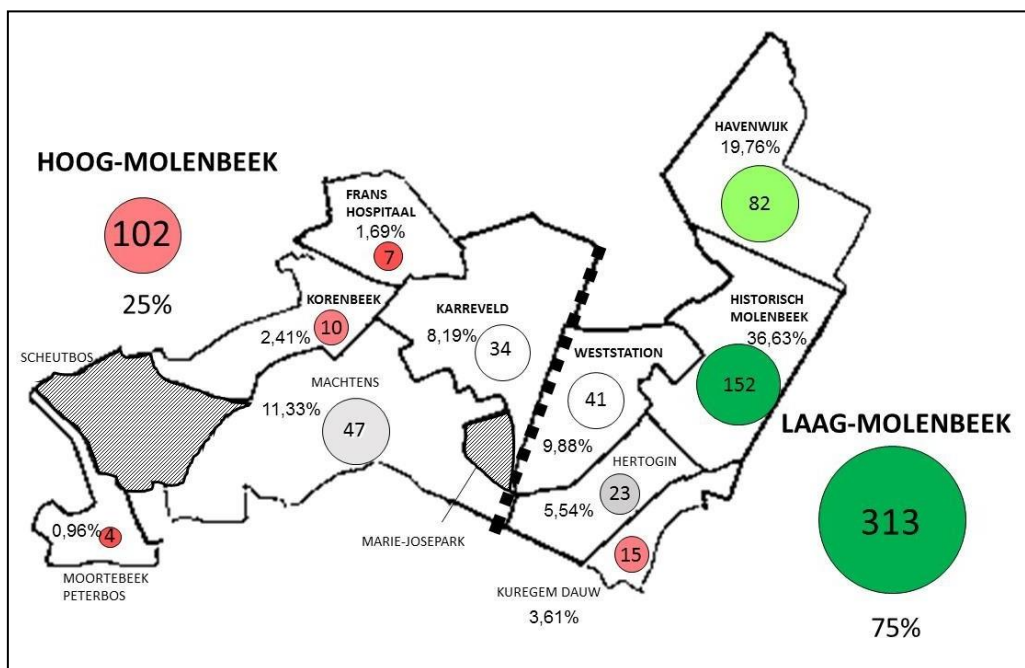 HOOG-MOLENBEEK
102
25%
FRANS
HOSPITAAL
1,69%
7
KORENBEEK
2,41%
10
KARREVELD
8,19%
34
SCHEUTBOS
MACHTENS
11,33%
47
0,96%
4
MOORTEBEEK
PETERBOS
MARIE-JOSEPARK
HAVENWIJK
19,76%
82
HISTORISCH
MOLENBEEK
36,63%
152
WESTSTATION
41
9,88%
HERTOGIN
23
5,54%
15
KUREGEM DAUW
3,61%
LAAG-MOLENBEEK
313
75%